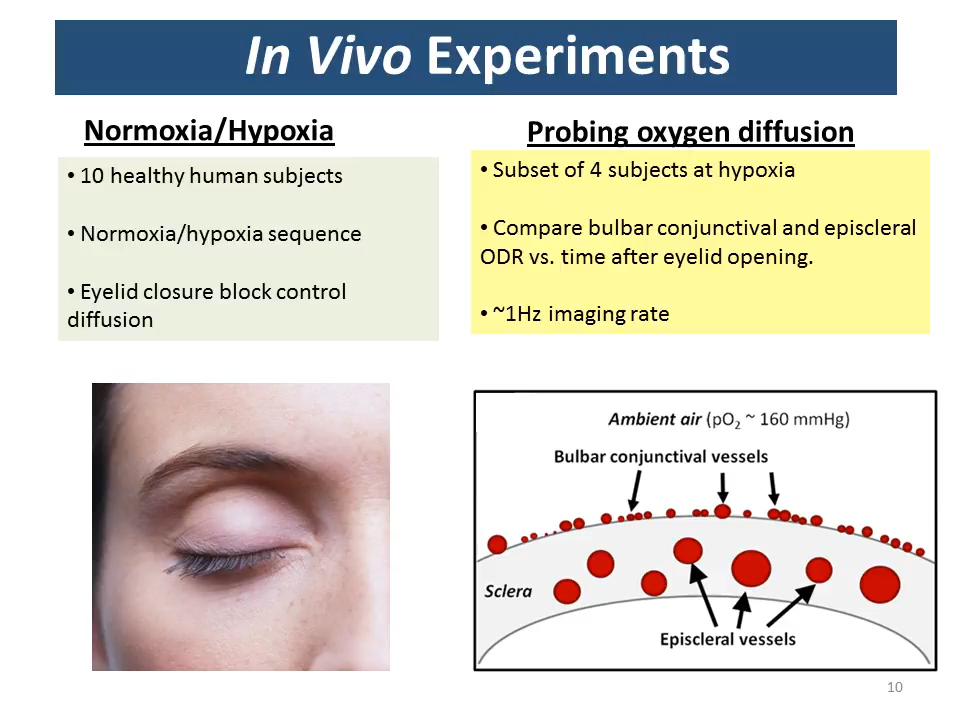 In Vivo Experiments
Normoxia/Hypoxia
• 10 healthy human subjects
• Normoxia/hypoxia sequence
• Eyelid closure block control
diffusion
Probing oxygen diffusion
• Subset of 4 subjects at hypoxia
• Compare bulbar conjunctival and episcleral
ODR vs. time after eyelid opening.
• ~1Hz imaging rate
Ambient air (pO₂ ~ 160 mmHg)
Bulbar conjunctival vessels
Sclera
Episcleral vessels
10